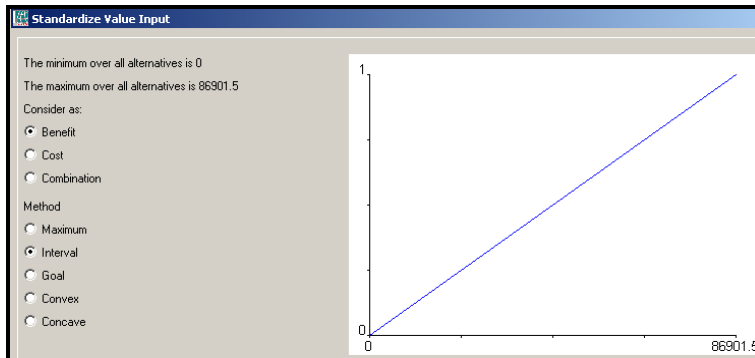 Standardize Value Input
The minimum over all alternatives is 0
The maximum over all alternatives is 86901.5
Consider as:
Benefit
Cost
Combination
Method
Maximum
Interval
Goal
Convex
Concave
1
0
0
86901.5